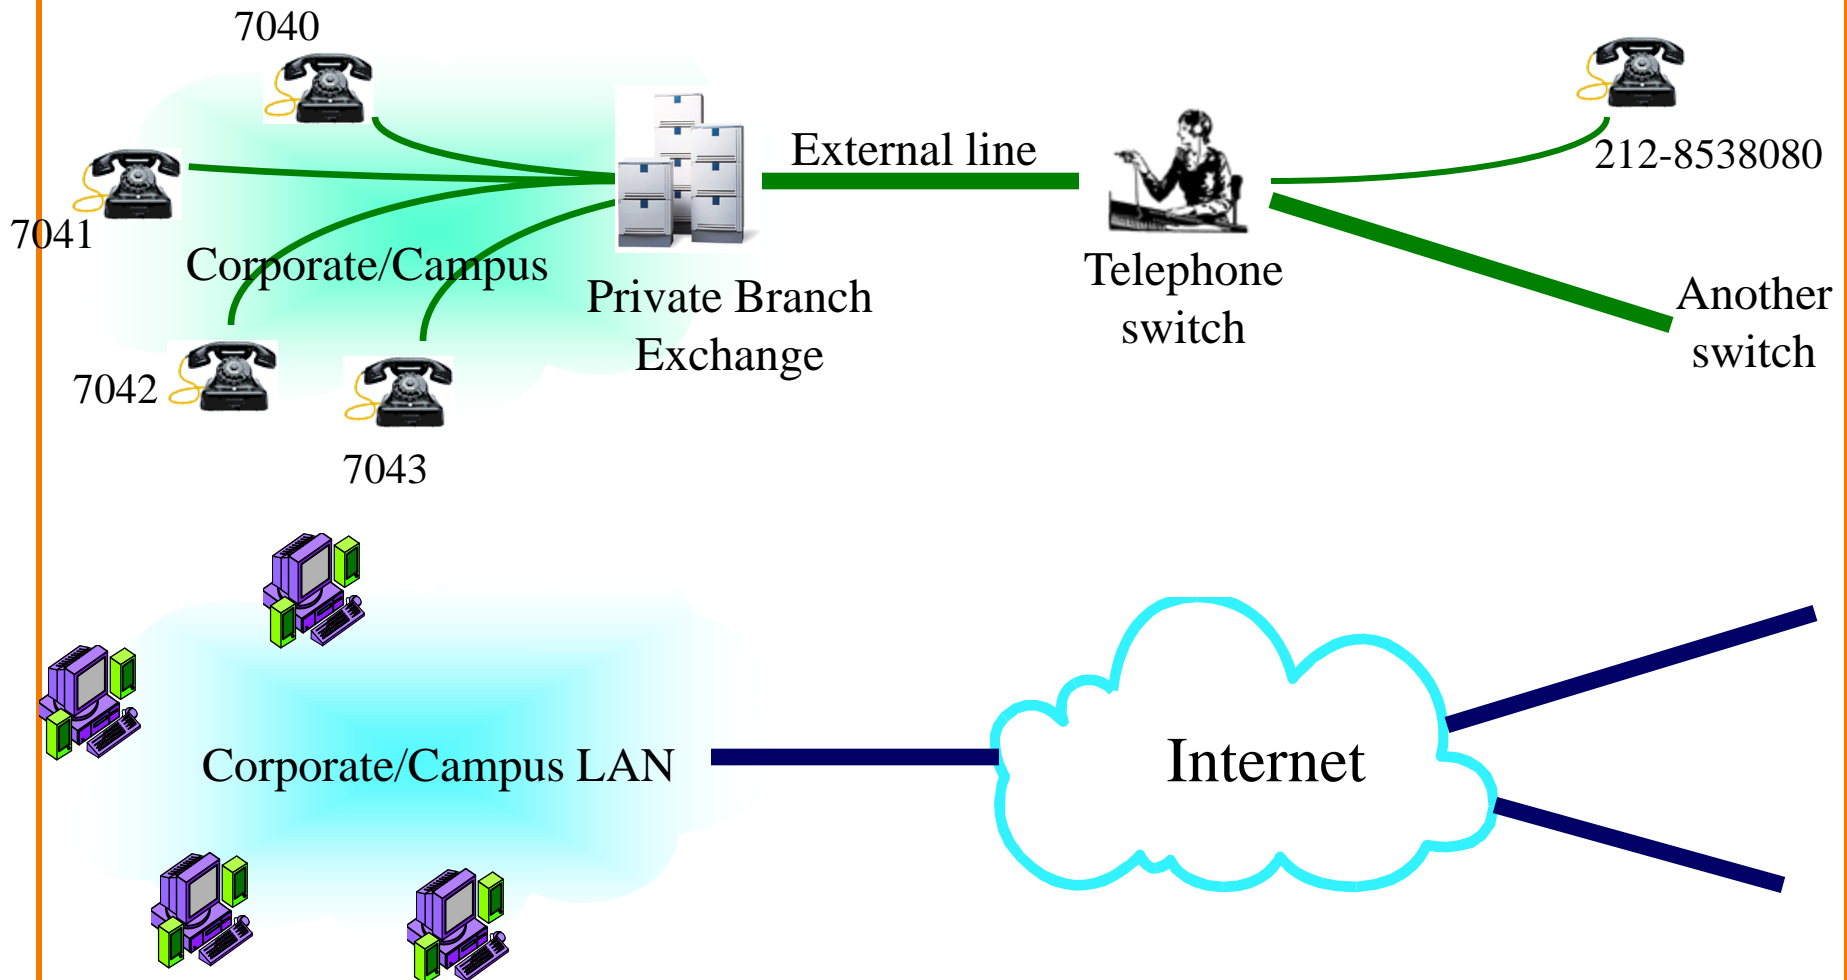 7040
External line
212-8538080
7041
Corporate/Campus
Private Branch
Exchange
Telephone
switch
Another
switch
7042
7043
Corporate/Campus LAN
Internet